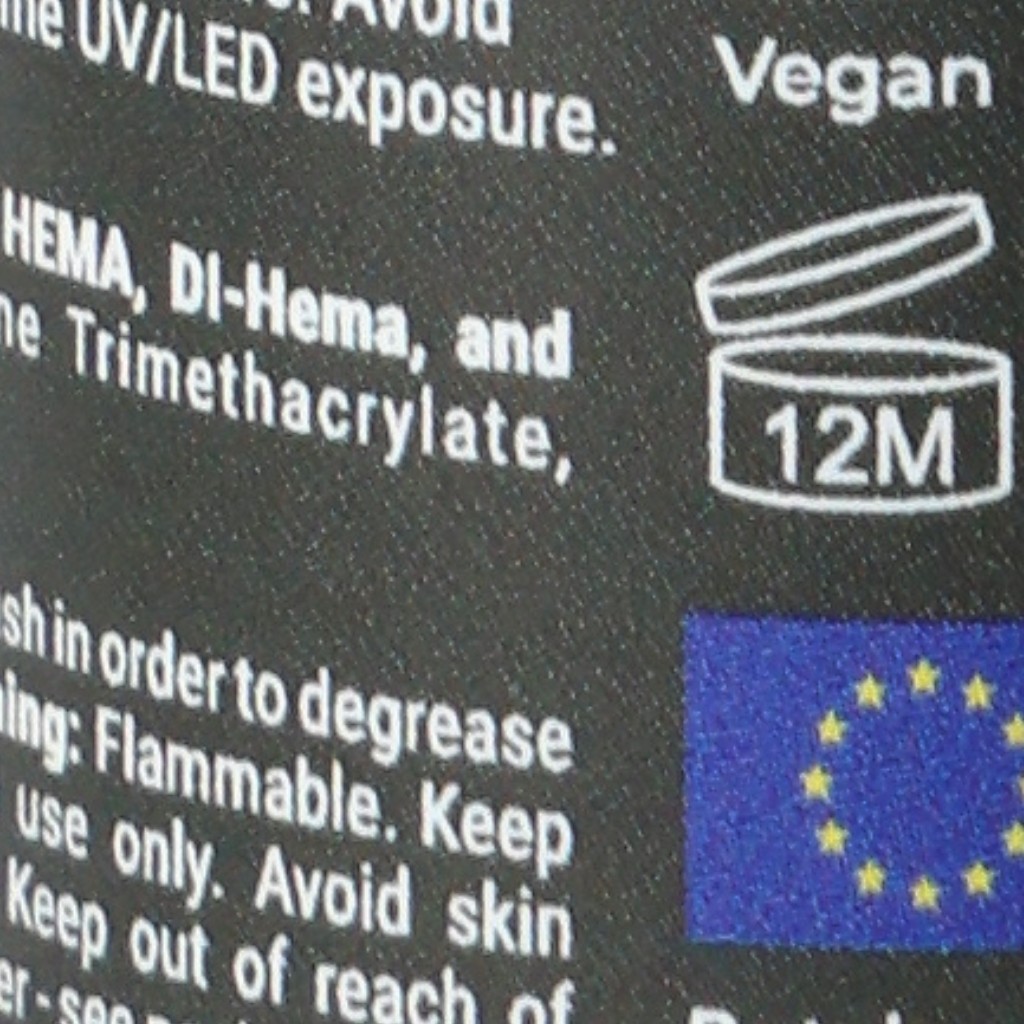 Avoid
UV/LED exposure.
HEMA, DI-Hema, and
Trimethacrylate,
in order to degrease
Flammable. Keep
use only. Avoid skin
Keep out of reach of
Vegan
12M